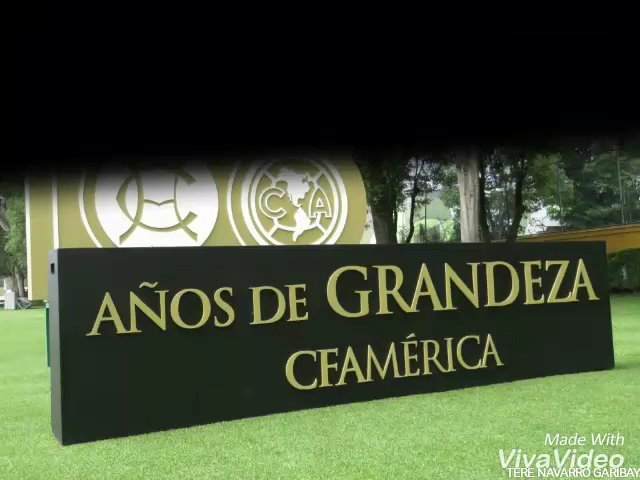 CA
AÑOS DE GRANDEZA
CFAMÉRICA
Made With
VivaVideo
TERE NAVARRO GARIBAY